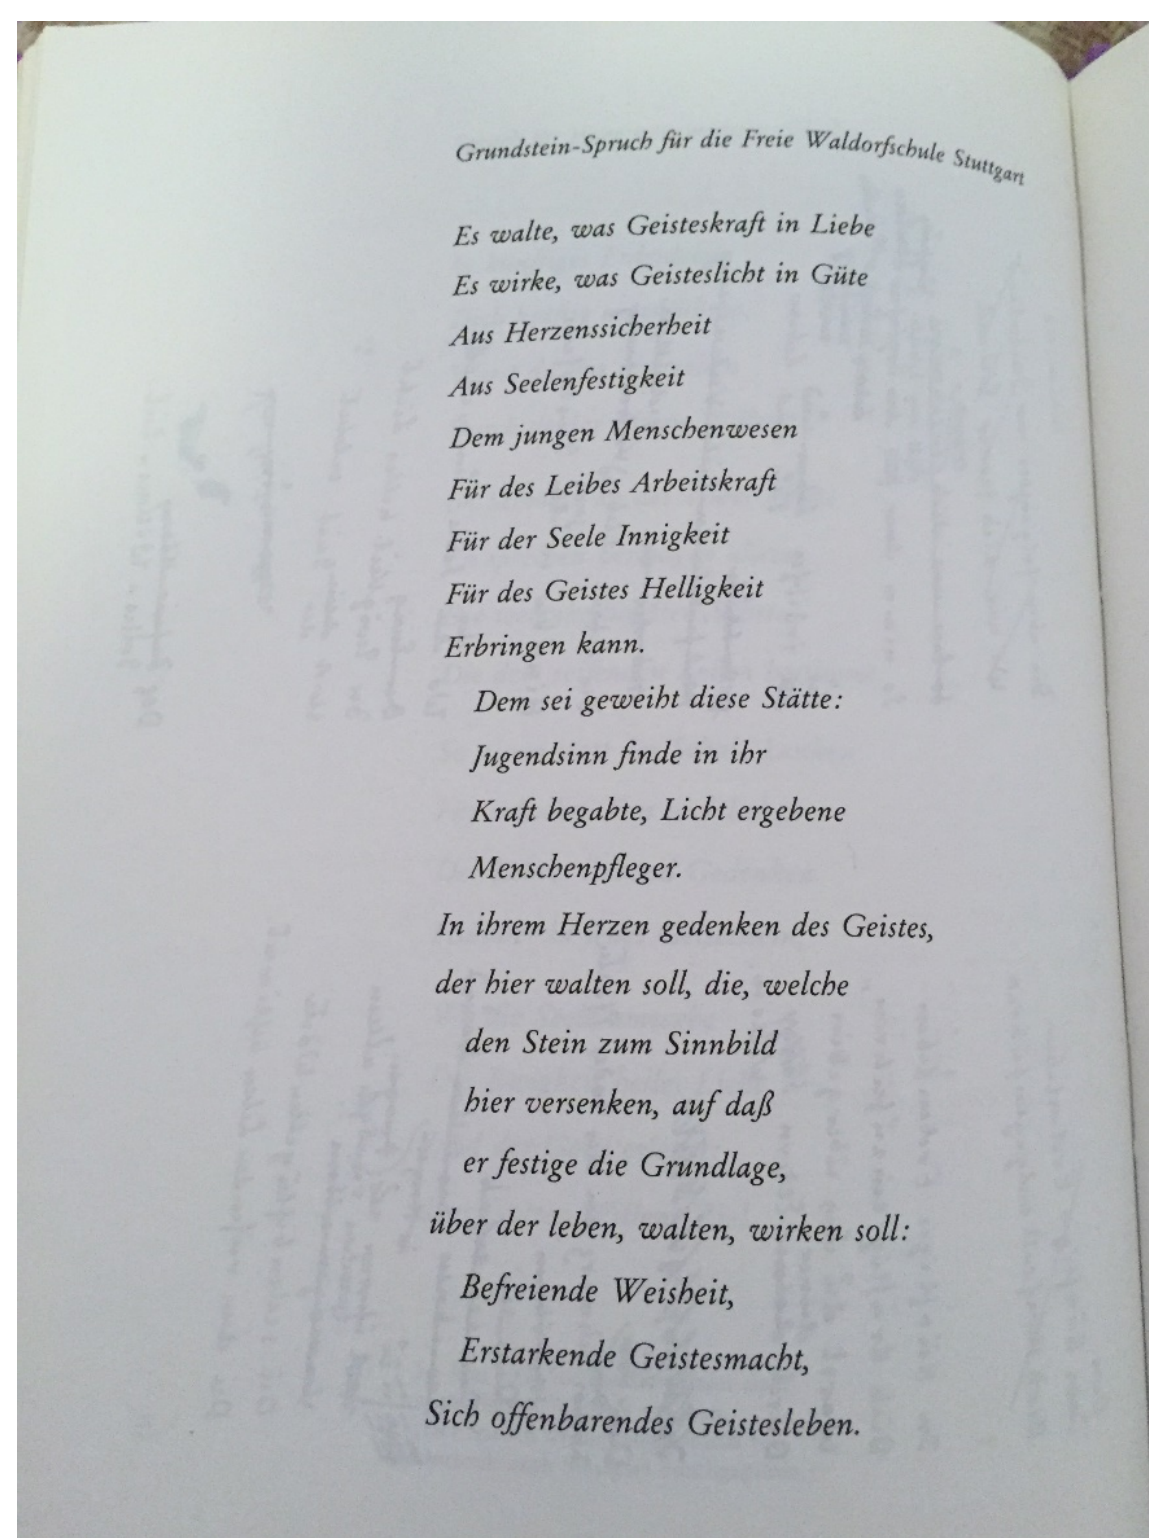 Grundstein-Spruch für die Freie Waldorfschule Stuttgart
Es walte, was Geisteskraft in Liebe
Es wirke, was Geisteslicht in Güte
Aus Herzenssicherheit
Aus Seelenfestigkeit
Dem jungen Menschenwesen
Für des Leibes Arbeitskraft
Für der Seele Innigkeit
Für des Geistes Helligkeit
Erbringen kann.
Dem sei geweiht diese Stätte:
Jugendsinn finde in ihr
Kraft begabte, Licht ergebene
Menschenpfleger.
In ihrem Herzen gedenken des Geistes,
der hier walten soll, die, welche
den Stein zum Sinnbild
hier versenken, auf daß
er festige die Grundlage,
über der leben, walten, wirken soll:
Befreiende Weisheit,
Erstarkende Geistesmacht,
Sich offenbarendes Geistesleben.